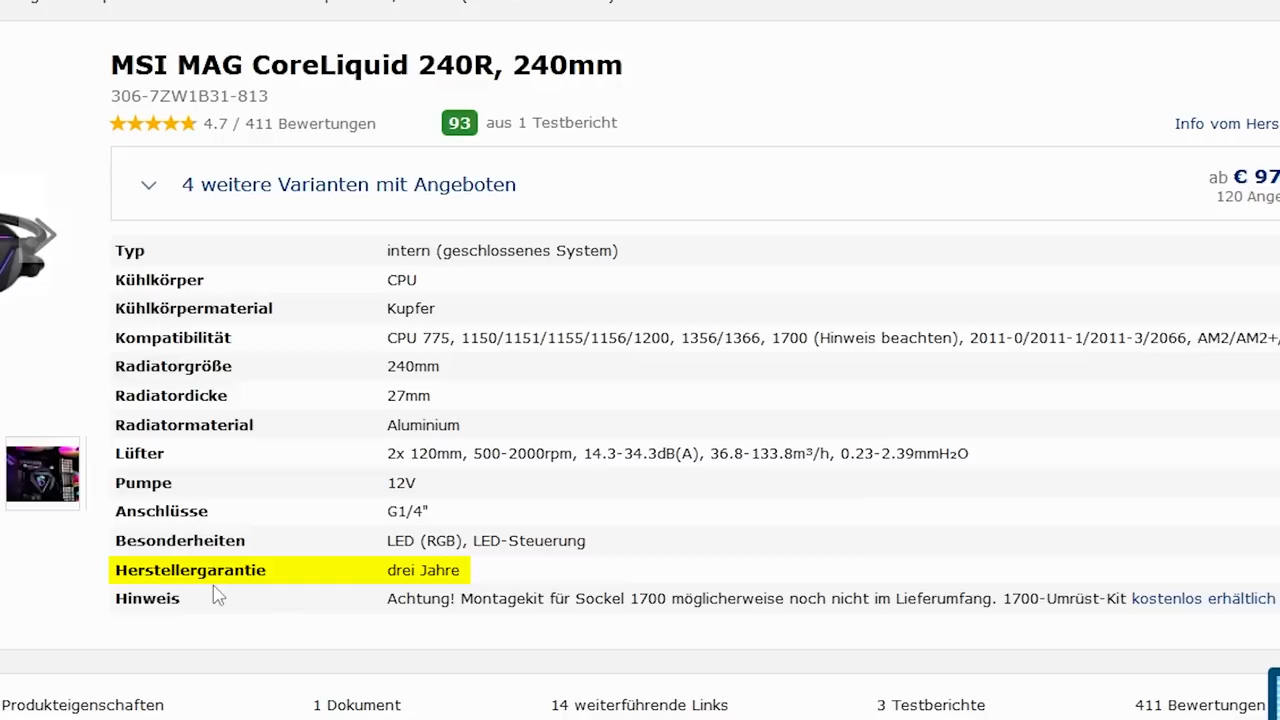 MSI MAG CoreLiquid 240R, 240mm
306-7ZW1B31-813
4.7 / 411 Bewertungen 93 aus 1 Testbericht Info vom Hers
4 weitere Varianten mit Angeboten ab € 97
120 Ange
Typ intern (geschlossenes System)
Kühlkörper CPU
Kühlkörpermaterial Kupfer
Kompatibilität CPU 775, 1150/1151/1155/1156/1200, 1356/1366, 1700 (Hinweis beachten), 2011-0/2011-1/2011-3/2066, AM2/AM2+/
Radiatorgröße 240mm
Radiatordicke 27mm
Radiatormaterial Aluminium
Lüfter 2x 120mm, 500-2000rpm, 14.3-34.3dB(A), 36.8-133.8m³/h, 0.23-2.39mmH₂O
Pumpe 12V
Anschlüsse G1/4"
Besonderheiten LED (RGB), LED-Steuerung
Herstellergarantie drei Jahre
Hinweis Achtung! Montagekit für Sockel 1700 möglicherweise noch nicht im Lieferumfang. 1700-Umrüst-Kit kostenlos erhältlich
Produkteigenschaften 1 Dokument 14 weiterführende Links 3 Testberichte 411 Bewertungen